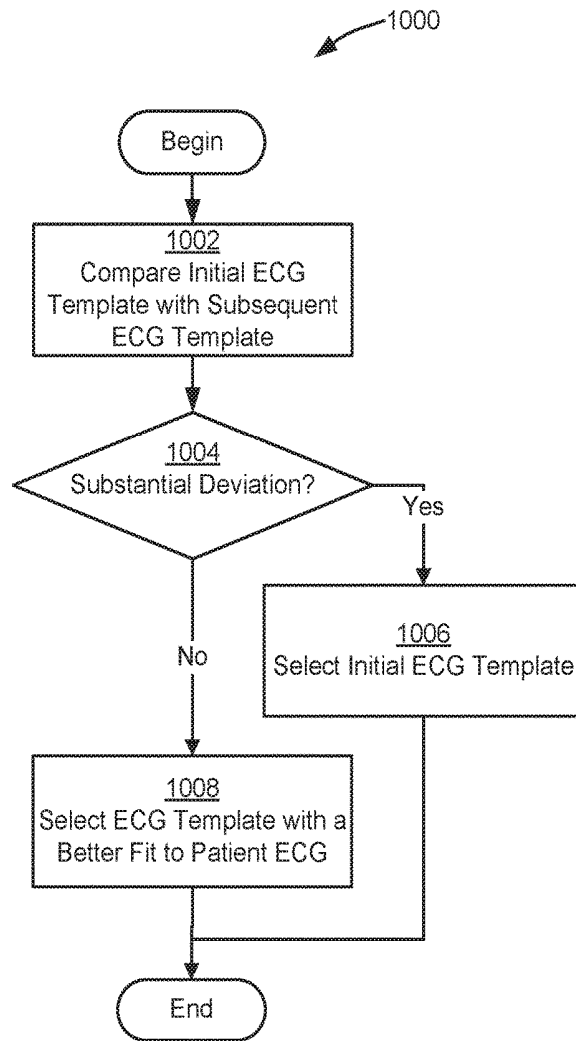 1000
Begin
1002
Compare Initial ECG
Template with Subsequent
ECG Template
1004
Substantial Deviation?
Yes
No
1006
Select Initial ECG Template
1008
Select ECG Template with a
Better Fit to Patient ECG
End